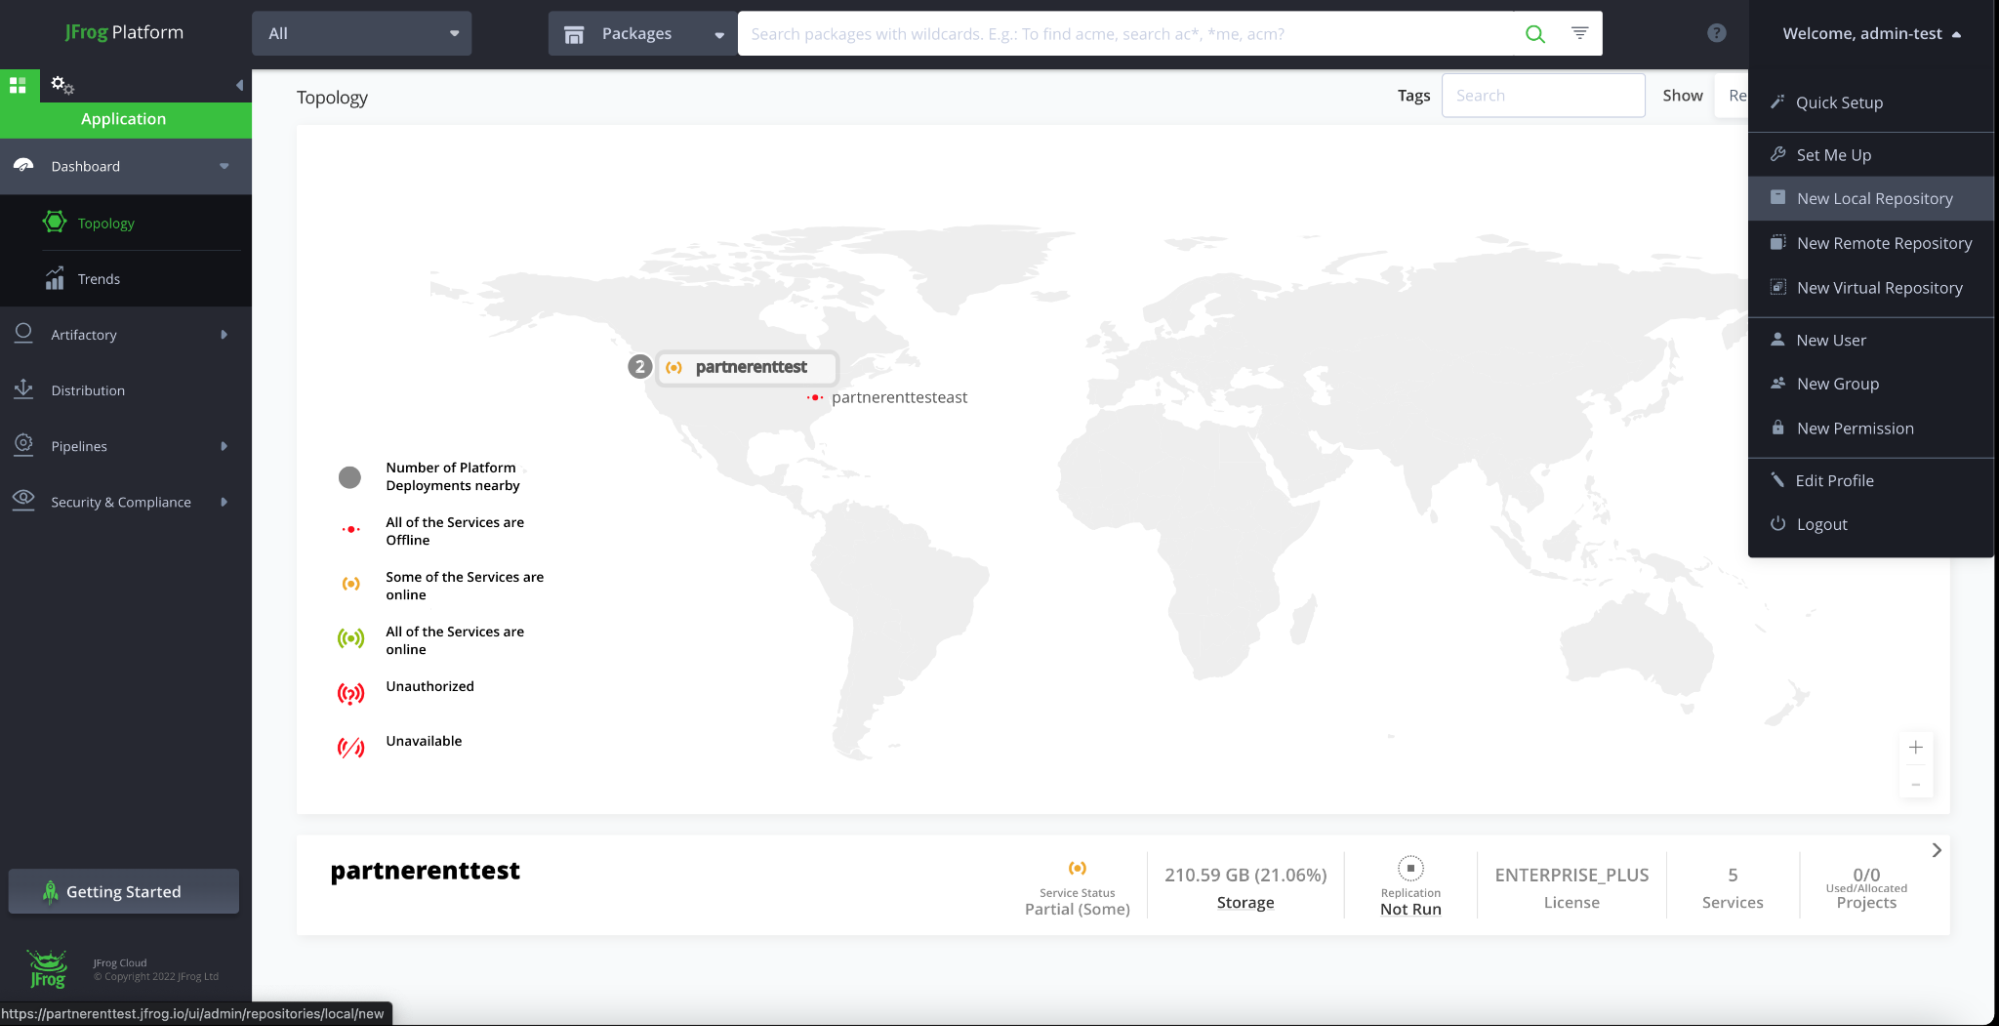 JFrog Platform
All
Packages
Search packages with wildcards. E.g.: To find acme, search ac*, *me, acm?
?
Welcome, admin-test
Application
Dashboard
Topology
Trends
Artifactory
Distribution
Pipelines
Security & Compliance
Getting Started
JFrog
JFrog Cloud
© Copyright 2022 JFrog Ltd
https://partnerenttest.jfrog.io/ui/admin/repositories/local/new
Topology
Tags
Search
Show
Re
2
partnerenttest
partnerenttesteast
Number of Platform
Deployments nearby
All of the Services are
Offline
Some of the Services are
online
All of the Services are
online
Unauthorized
Unavailable
+
-
Quick Setup
Set Me Up
New Local Repository
New Remote Repository
New Virtual Repository
New User
New Group
New Permission
Edit Profile
Logout
partnerenttest
Service Status
Partial (Some)
210.59 GB (21.06%)
Storage
Replication
Not Run
ENTERPRISE_PLUS
License
5
Services
0/0
Used/Allocated
Projects